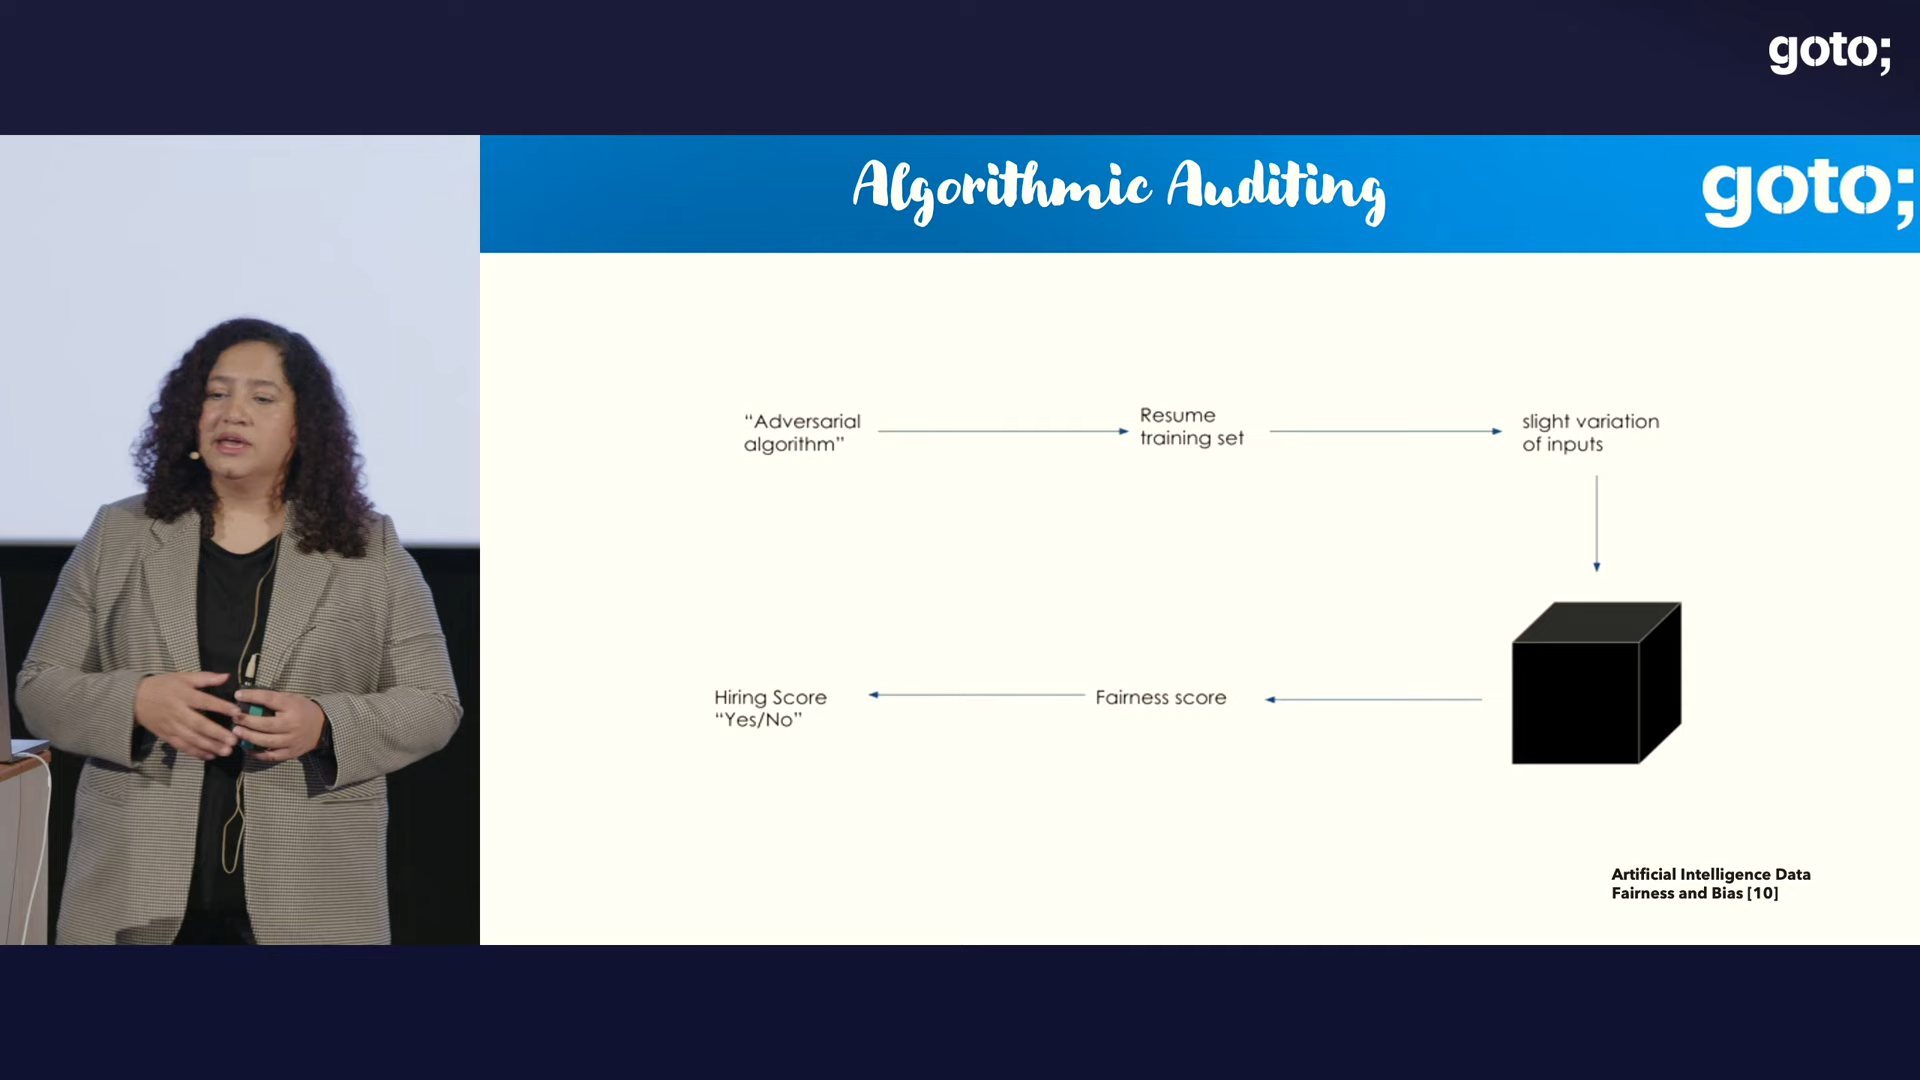 goto;
Algorithmic Auditing
goto;
“Adversarial
algorithm”
Resume
training set
slight variation
of inputs
Hiring Score
“Yes/No”
Fairness score
Artificial Intelligence Data
Fairness and Bias [10]